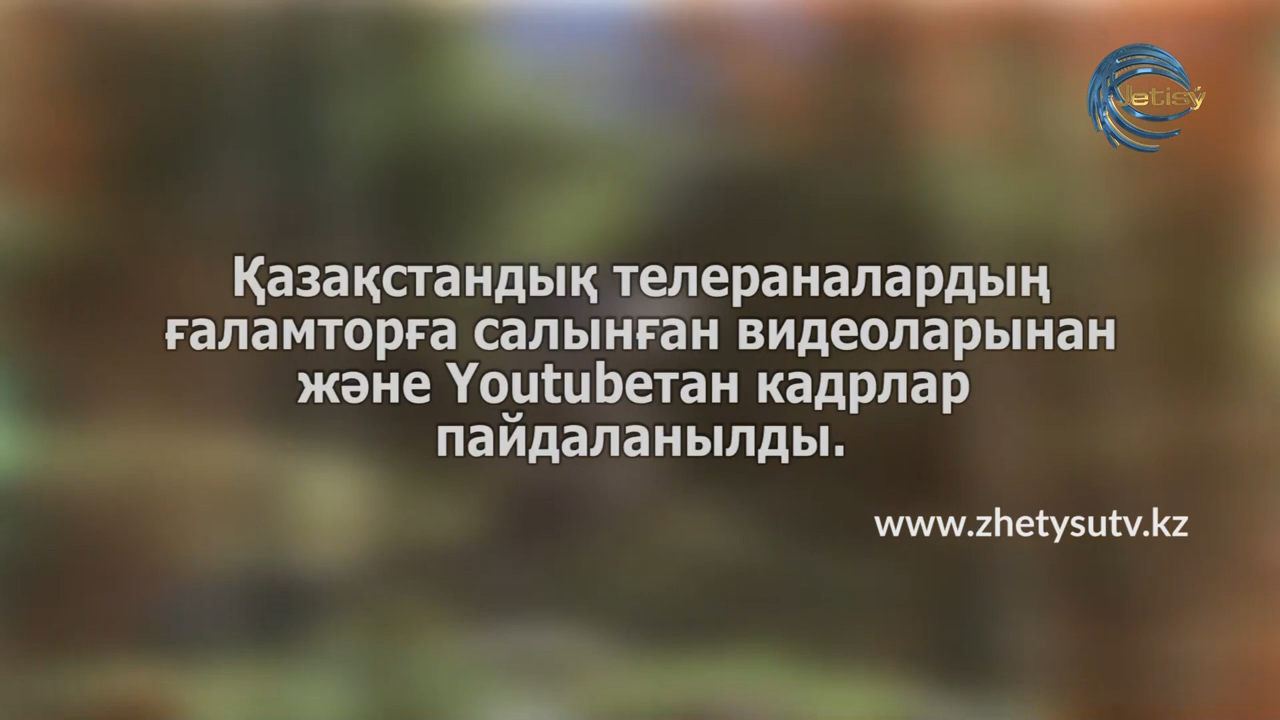 Jetisý
Қазақстандық телераналардың
ғаламторға салынған видеоларынан
және Youtubeтан кадрлар
пайдаланылды.
www.zhetysutv.kz